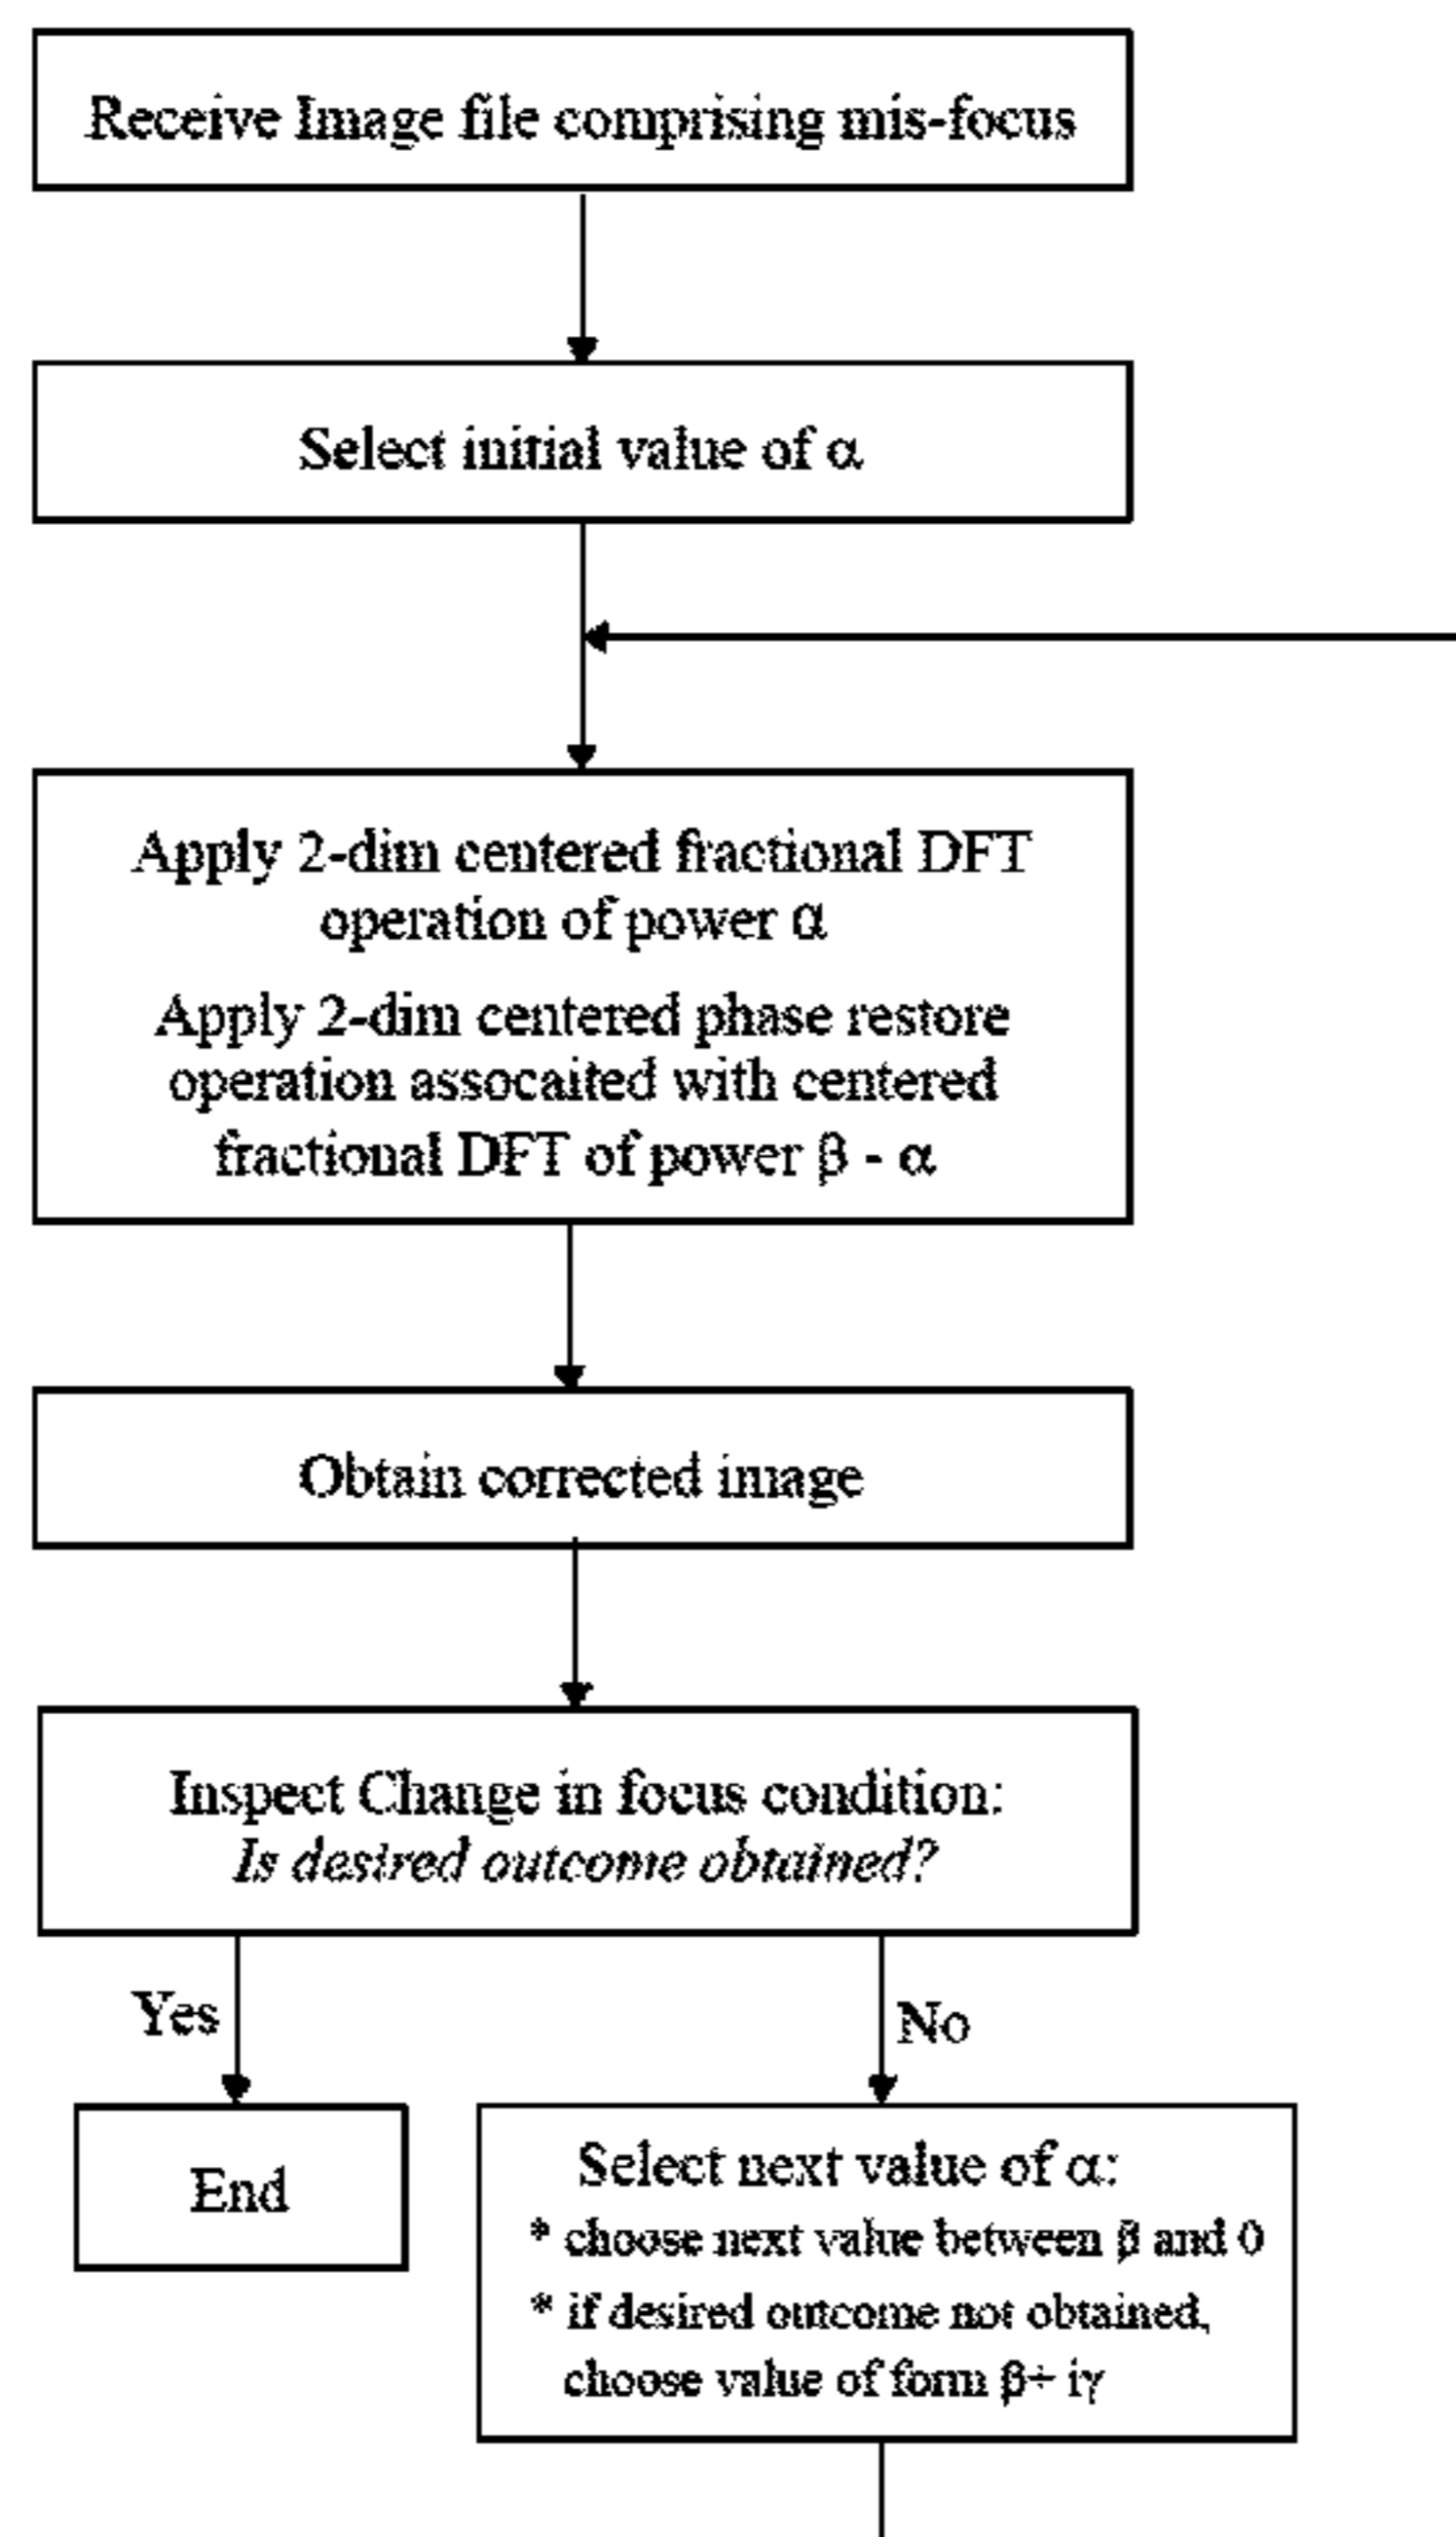 Receive Image file comprising mis-focus
Select initial value of α
Apply 2-dim centered fractional DFT
operation of power α
Apply 2-dim centered phase restore
operation assocaited with centered
fractional DFT of power β - α
Obtain corrected image
Inspect Change in focus condition:
Is desired outcome obtained?
Yes
No
End
Select next value of α:
* choose next value between β and 0
* if desired outcome not obtained,
choose value of form β+ iγ